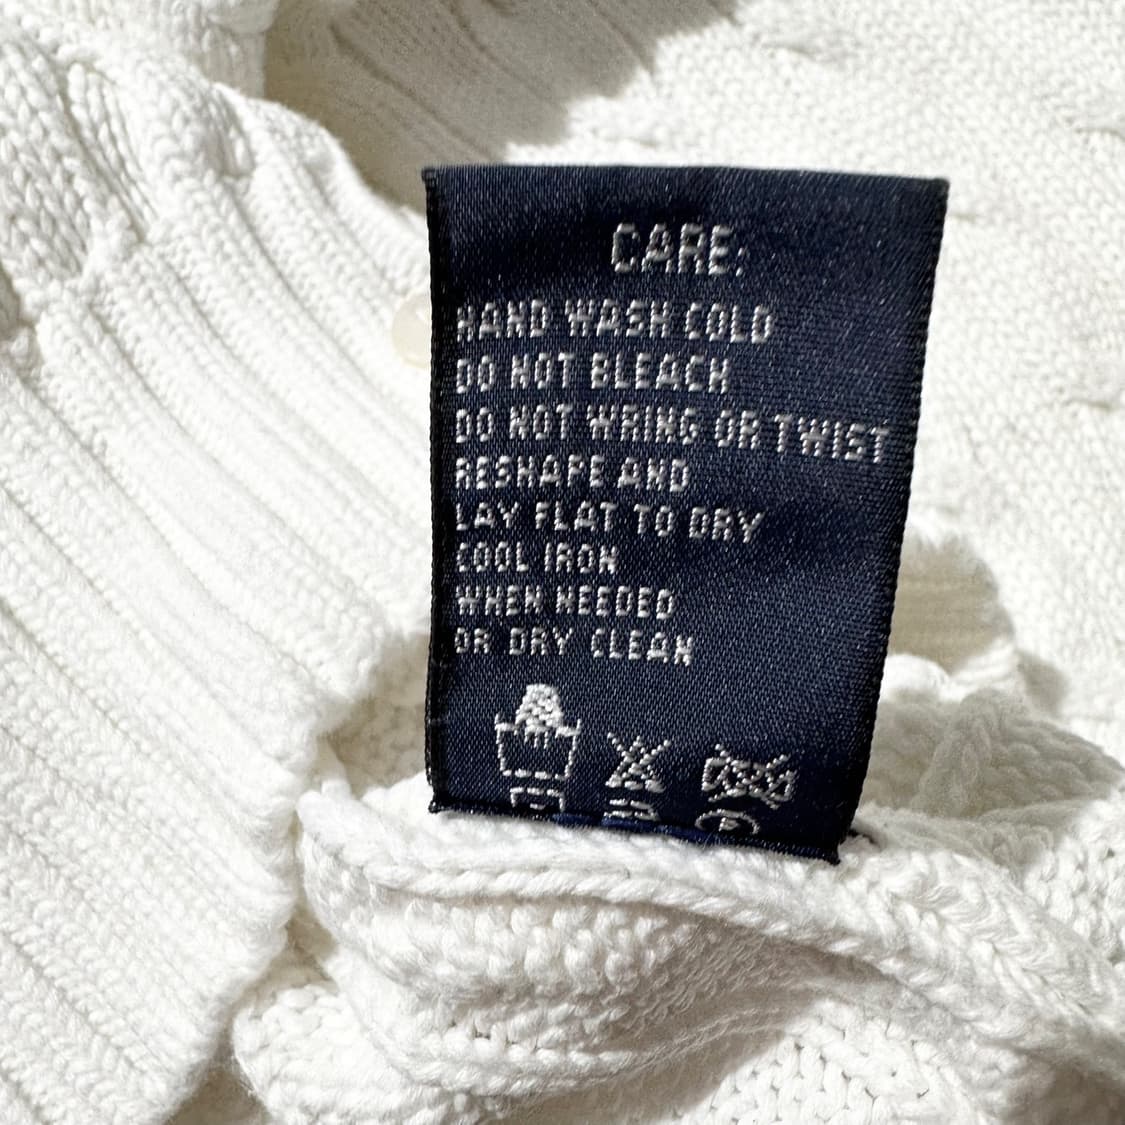 CARE:
HAND WASH COLD
DO NOT BLEACH
DO NOT WRING OR TWIST
RESHAPE AND
LAY FLAT TO DRY
COOL IRON
WHEN NEEDED
OR DRY CLEAN
P